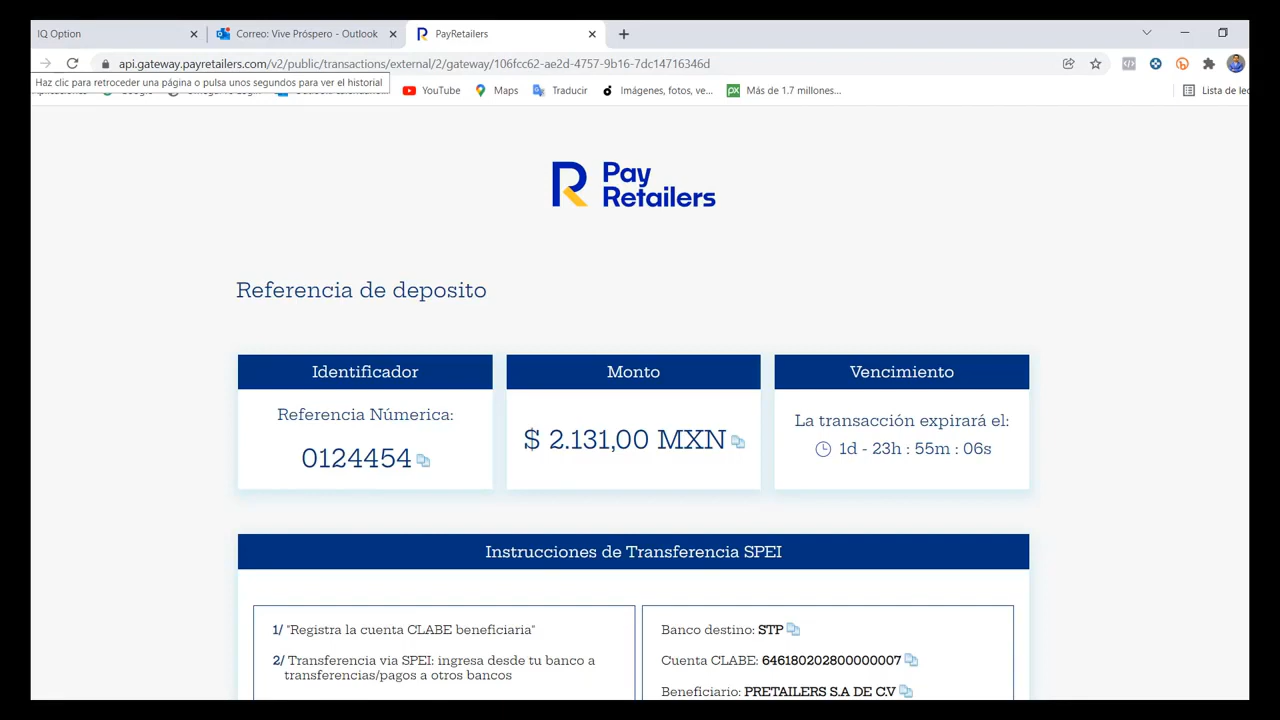 IQ Option
Correo: Vive Próspero - Outlook
PayRetailers
api.gateway.payretailers.com/v2/public/transactions/external/2/gateway/106fcc62-ae2d-4757-9b16-7dc14716346d
Haz clic para retroceder una página o pulsa unos segundos para ver el historial
YouTube
Maps
Traducir
Imágenes, fotos, ve...
Más de 1.7 millones...
Lista de lec
Pay
Retailers
Referencia de deposito
Identificador
Referencia Númerica:
0124454
Monto
$ 2.131,00 MXN
Vencimiento
La transacción expirará el:
1d - 23h : 55m : 06s
Instrucciones de Transferencia SPEI
1/ "Registra la cuenta CLABE beneficiaria"
2/ Transferencia via SPEI: ingresa desde tu banco a
transferencias/pagos a otros bancos
Banco destino: STP
Cuenta CLABE: 646180202800000007
Beneficiario: PRETAILERS S.A DE C.V